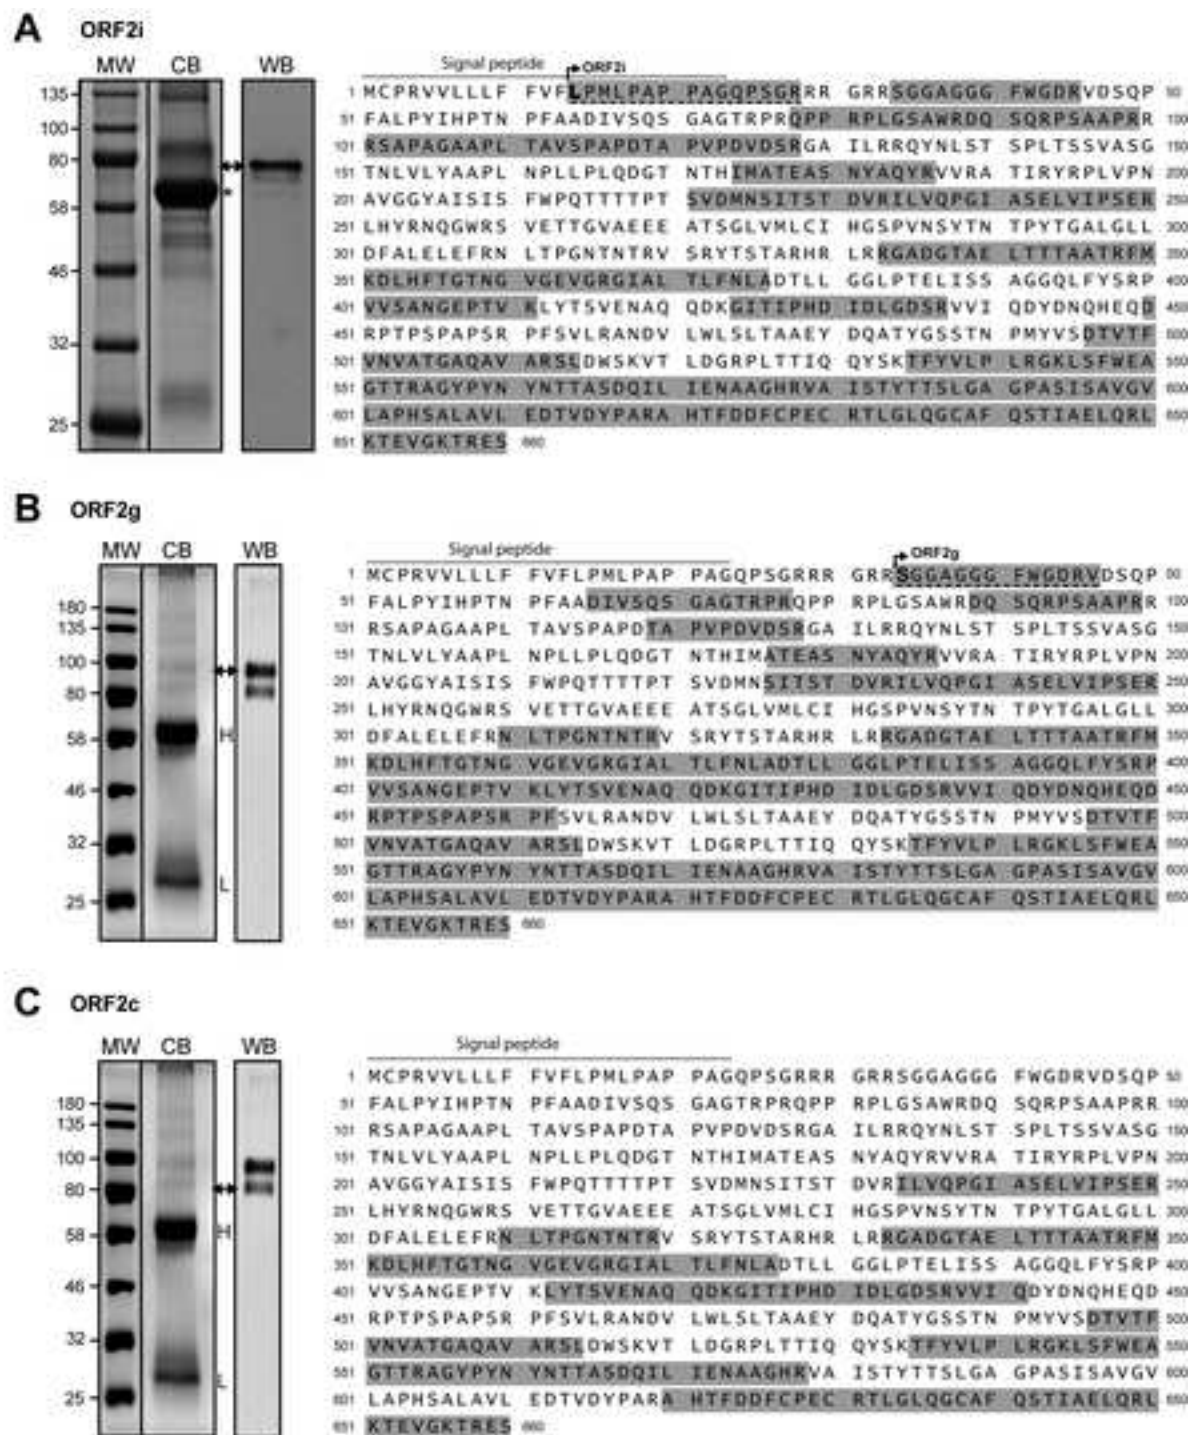 A ORF2i
MW CB WB
135
100
80
58
*
46
32
25
Signal peptide ORF2i
1 MCPRVVLLLF FVFLPMLPAP PAGQPSGRRR GRRSGGAGGG FWGDRVDSQP 50
51 FALPYIHPTN PFAADIVSQS GAGTRPRQPP RPLGSAWRDQ SQRPSAAPRR 100
101 RSAPAGAAPL TAVSPAPDTA PVPDVDSRGA ILRRQYNLST SPLTSSVASG 150
151 TNLVLYAAPL NPLLPLQDGT NTHIMATEAS NYAQYRVVRA TIRYRPLVPN 200
201 AVGGYAISIS FWPQTTTTPT SVDMNSITST DVRILVQPGI ASELVIPSER 250
251 LHYRNQGWRS VETTGVAEEE ATSGLVMLCI HGSPVNSYTN TPYTGALGLL 300
301 DFALELEFRN LTPGNTNTRV SRYTSTARHR LRRGADGTAE LTTTAATRFM 350
351 KDLHFTGTNG VGEVGRGIAL TLFNLADTLL GGLPTELISS AGGQLFYSRP 400
401 VVSANGEPTV KLYTSVENAQ QDKGITIPHD IDLGDSRVVI QDYDNQHEQD 450
451 RPTPSPAPSR PFSVLRANDV LWLSLTAAEY DQATYGSSTN PMYVSDTVTF 500
501 VNVATGAQAV ARSLDWSKVT LDGRPLTTIQ QYSKTFYVLP LRGKLSFWEA 550
551 GTTRAGYPYN YNTTASDQIL IENAAGHRVA ISTYTTSLGA GPASISAVGV 600
601 LAPHSALAVL EDTVDYPARA HTFDDFCPEC RTLGLQGCAF QSTIAELQRL 650
651 KTEVGKTRES 660
B ORF2g
MW CB WB
180
135
100
80
58 H
46
32
25 L
Signal peptide ORF2g
1 MCPRVVLLLF FVFLPMLPAP PAGQPSGRRR GRRSGGAGGG FWGDRVDSQP 50
51 FALPYIHPTN PFAADIVSQS GAGTRPRQPP RPLGSAWRDQ SQRPSAAPRR 100
101 RSAPAGAAPL TAVSPAPDTA PVPDVDSRGA ILRRQYNLST SPLTSSVASG 150
151 TNLVLYAAPL NPLLPLQDGT NTHIMATEAS NYAQYRVVRA TIRYRPLVPN 200
201 AVGGYAISIS FWPQTTTTPT SVDMNSITST DVRILVQPGI ASELVIPSER 250
251 LHYRNQGWRS VETTGVAEEE ATSGLVMLCI HGSPVNSYTN TPYTGALGLL 300
301 DFALELEFRN LTPGNTNTRV SRYTSTARHR LRRGADGTAE LTTTAATRFM 350
351 KDLHFTGTNG VGEVGRGIAL TLFNLADTLL GGLPTELISS AGGQLFYSRP 400
401 VVSANGEPTV KLYTSVENAQ QDKGITIPHD IDLGDSRVVI QDYDNQHEQD 450
451 RPTPSPAPSR PFSVLRANDV LWLSLTAAEY DQATYGSSTN PMYVSDTVTF 500
501 VNVATGAQAV ARSLDWSKVT LDGRPLTTIQ QYSKTFYVLP LRGKLSFWEA 550
551 GTTRAGYPYN YNTTASDQIL IENAAGHRVA ISTYTTSLGA GPASISAVGV 600
601 LAPHSALAVL EDTVDYPARA HTFDDFCPEC RTLGLQGCAF QSTIAELQRL 650
651 KTEVGKTRES 660
C ORF2c
MW CB WB
180
135
100
80
58 H
46
32
25 L
Signal peptide
1 MCPRVVLLLF FVFLPMLPAP PAGQPSGRRR GRRSGGAGGG FWGDRVDSQP 50
51 FALPYIHPTN PFAADIVSQS GAGTRPRQPP RPLGSAWRDQ SQRPSAAPRR 100
101 RSAPAGAAPL TAVSPAPDTA PVPDVDSRGA ILRRQYNLST SPLTSSVASG 150
151 TNLVLYAAPL NPLLPLQDGT NTHIMATEAS NYAQYRVVRA TIRYRPLVPN 200
201 AVGGYAISIS FWPQTTTTPT SVDMNSITST DVRILVQPGI ASELVIPSER 250
251 LHYRNQGWRS VETTGVAEEE ATSGLVMLCI HGSPVNSYTN TPYTGALGLL 300
301 DFALELEFRN LTPGNTNTRV SRYTSTARHR LRRGADGTAE LTTTAATRFM 350
351 KDLHFTGTNG VGEVGRGIAL TLFNLADTLL GGLPTELISS AGGQLFYSRP 400
401 VVSANGEPTV KLYTSVENAQ QDKGITIPHD IDLGDSRVVI QDYDNQHEQD 450
451 RPTPSPAPSR PFSVLRANDV LWLSLTAAEY DQATYGSSTN PMYVSDTVTF 500
501 VNVATGAQAV ARSLDWSKVT LDGRPLTTIQ QYSKTFYVLP LRGKLSFWEA 550
551 GTTRAGYPYN YNTTASDQIL IENAAGHRVA ISTYTTSLGA GPASISAVGV 600
601 LAPHSALAVL EDTVDYPARA HTFDDFCPEC RTLGLQGCAF QSTIAELQRL 650
651 KTEVGKTRES 660